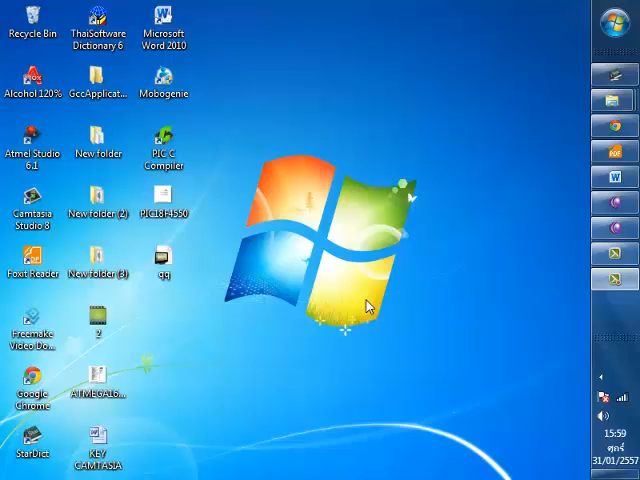 Recycle Bin
ThaiSoftware
Dictionary 6
Microsoft
Word 2010
Alcohol 120%
GccApplicat...
Mobogenie
Atmel Studio
6.1
New folder
PIC C
Compiler
Camtasia
Studio 8
New folder (2)
PIC18F4550
Foxit Reader
New folder (3)
qq
Freemake
Video Do...
2
Google
Chrome
ATMEGA16...
StarDict
KEY
CAMTASIA
PDF
W
15:59
ศุกร์
31/01/2557